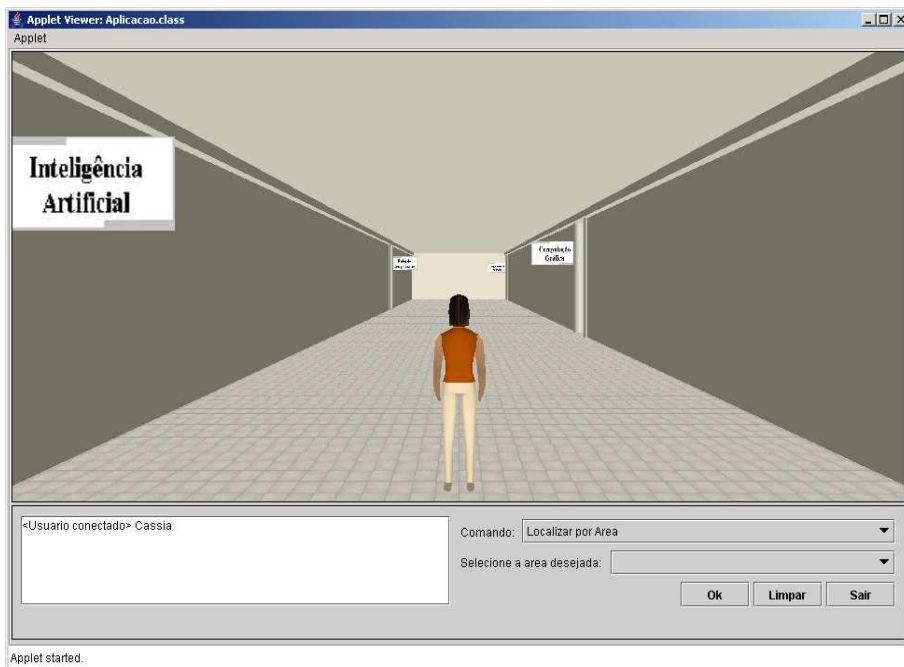 Applet Viewer: Aplicacao.class
Applet
Inteligência
Artificial
Computação
Gráfica
<Usuario conectado> Cassia
Comando: Localizar por Area
Selecione a area desejada:
Ok Limpar Sair
Applet started.